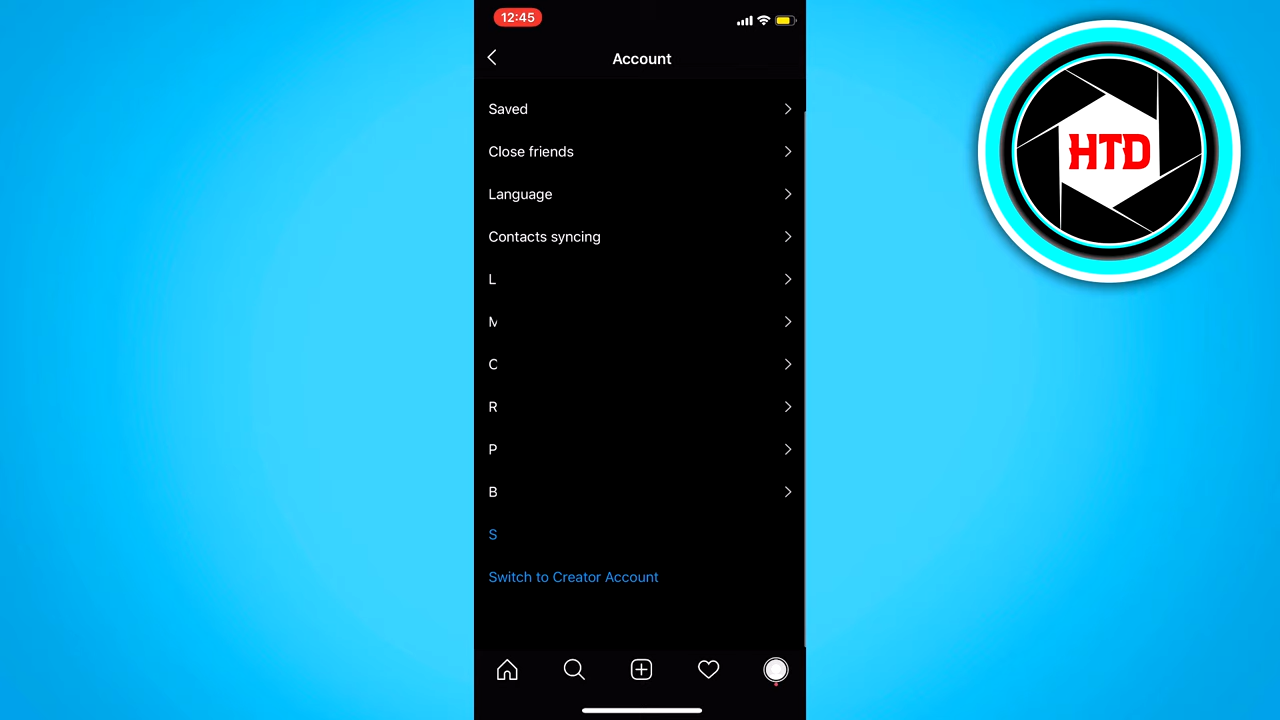 12:45
Account
Saved
Close friends
Language
Contacts syncing
L
M
C
R
P
B
S
Switch to Creator Account
HTD